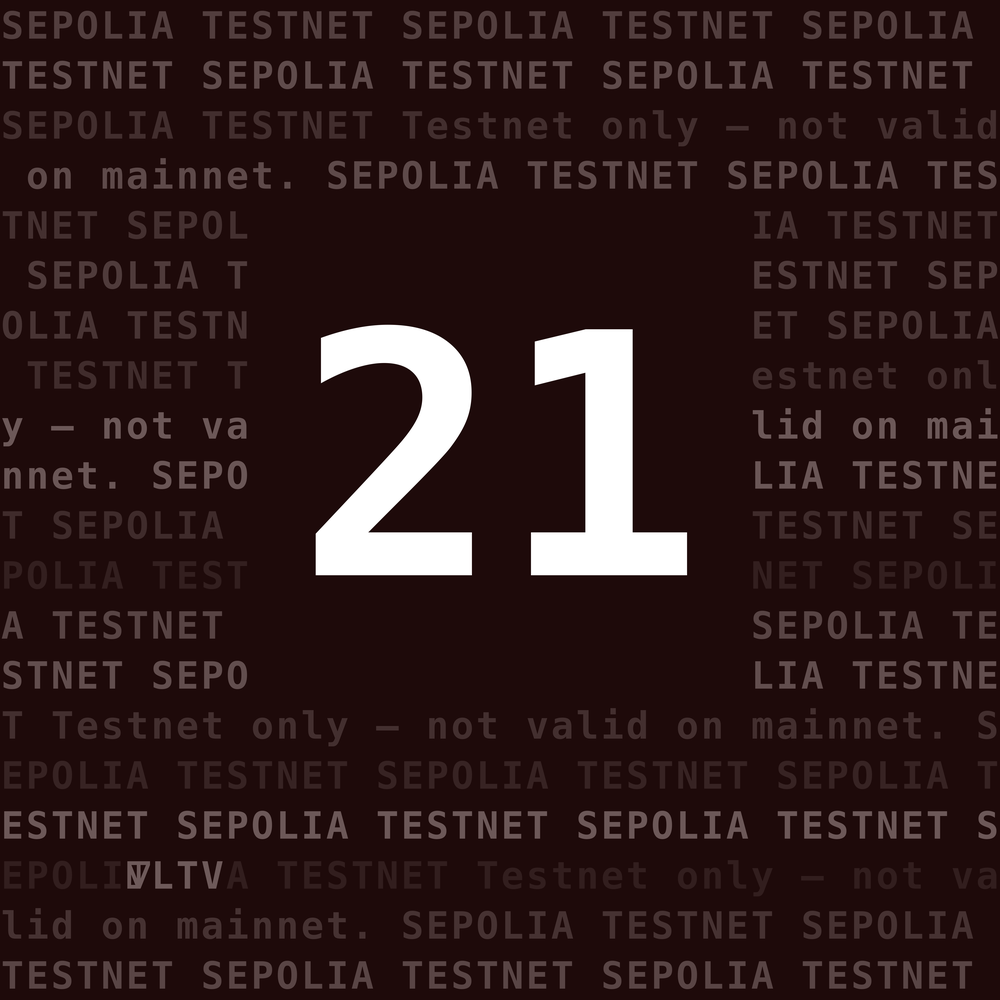 SEPOLIA TESTNET SEPOLIA TESTNET SEPOLIA
TESTNET SEPOLIA TESTNET SEPOLIA TESTNET
SEPOLIA TESTNET Testnet only — not valid
on mainnet. SEPOLIA TESTNET SEPOLIA TES
TNET SEPOL IA TESTNET
SEPOLIA T ESTNET SEP
OLIA TESTN ET SEPOLIA
TESTNET T estnet onl
21
y — not va lid on mai
nnet. SEPO LIA TESTNE
T SEPOLIA TESTNET SE
POLIA TEST NET SEPOLI
A TESTNET SEPOLIA TE
STNET SEPO LIA TESTNE
T Testnet only — not valid on mainnet. S
EPOLIA TESTNET SEPOLIA TESTNET SEPOLIA T
ESTNET SEPOLIA TESTNET SEPOLIA TESTNET S
EPOLI LTVA TESTNET Testnet only — not va
lid on mainnet. SEPOLIA TESTNET SEPOLIA
TESTNET SEPOLIA TESTNET SEPOLIA TESTNET